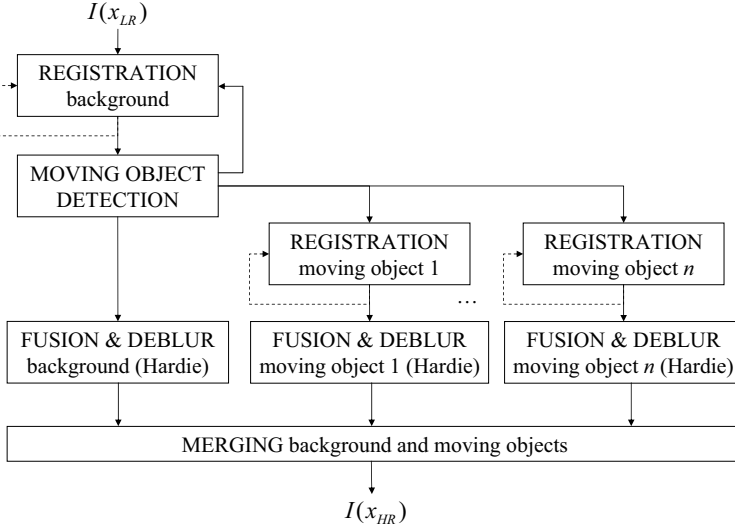 I(x_LR)
REGISTRATION
background
MOVING OBJECT
DETECTION
REGISTRATION
moving object 1
REGISTRATION
moving object n
...
FUSION & DEBLUR
background (Hardie)
FUSION & DEBLUR
moving object 1 (Hardie)
FUSION & DEBLUR
moving object n (Hardie)
MERGING background and moving objects
I(x_HR)